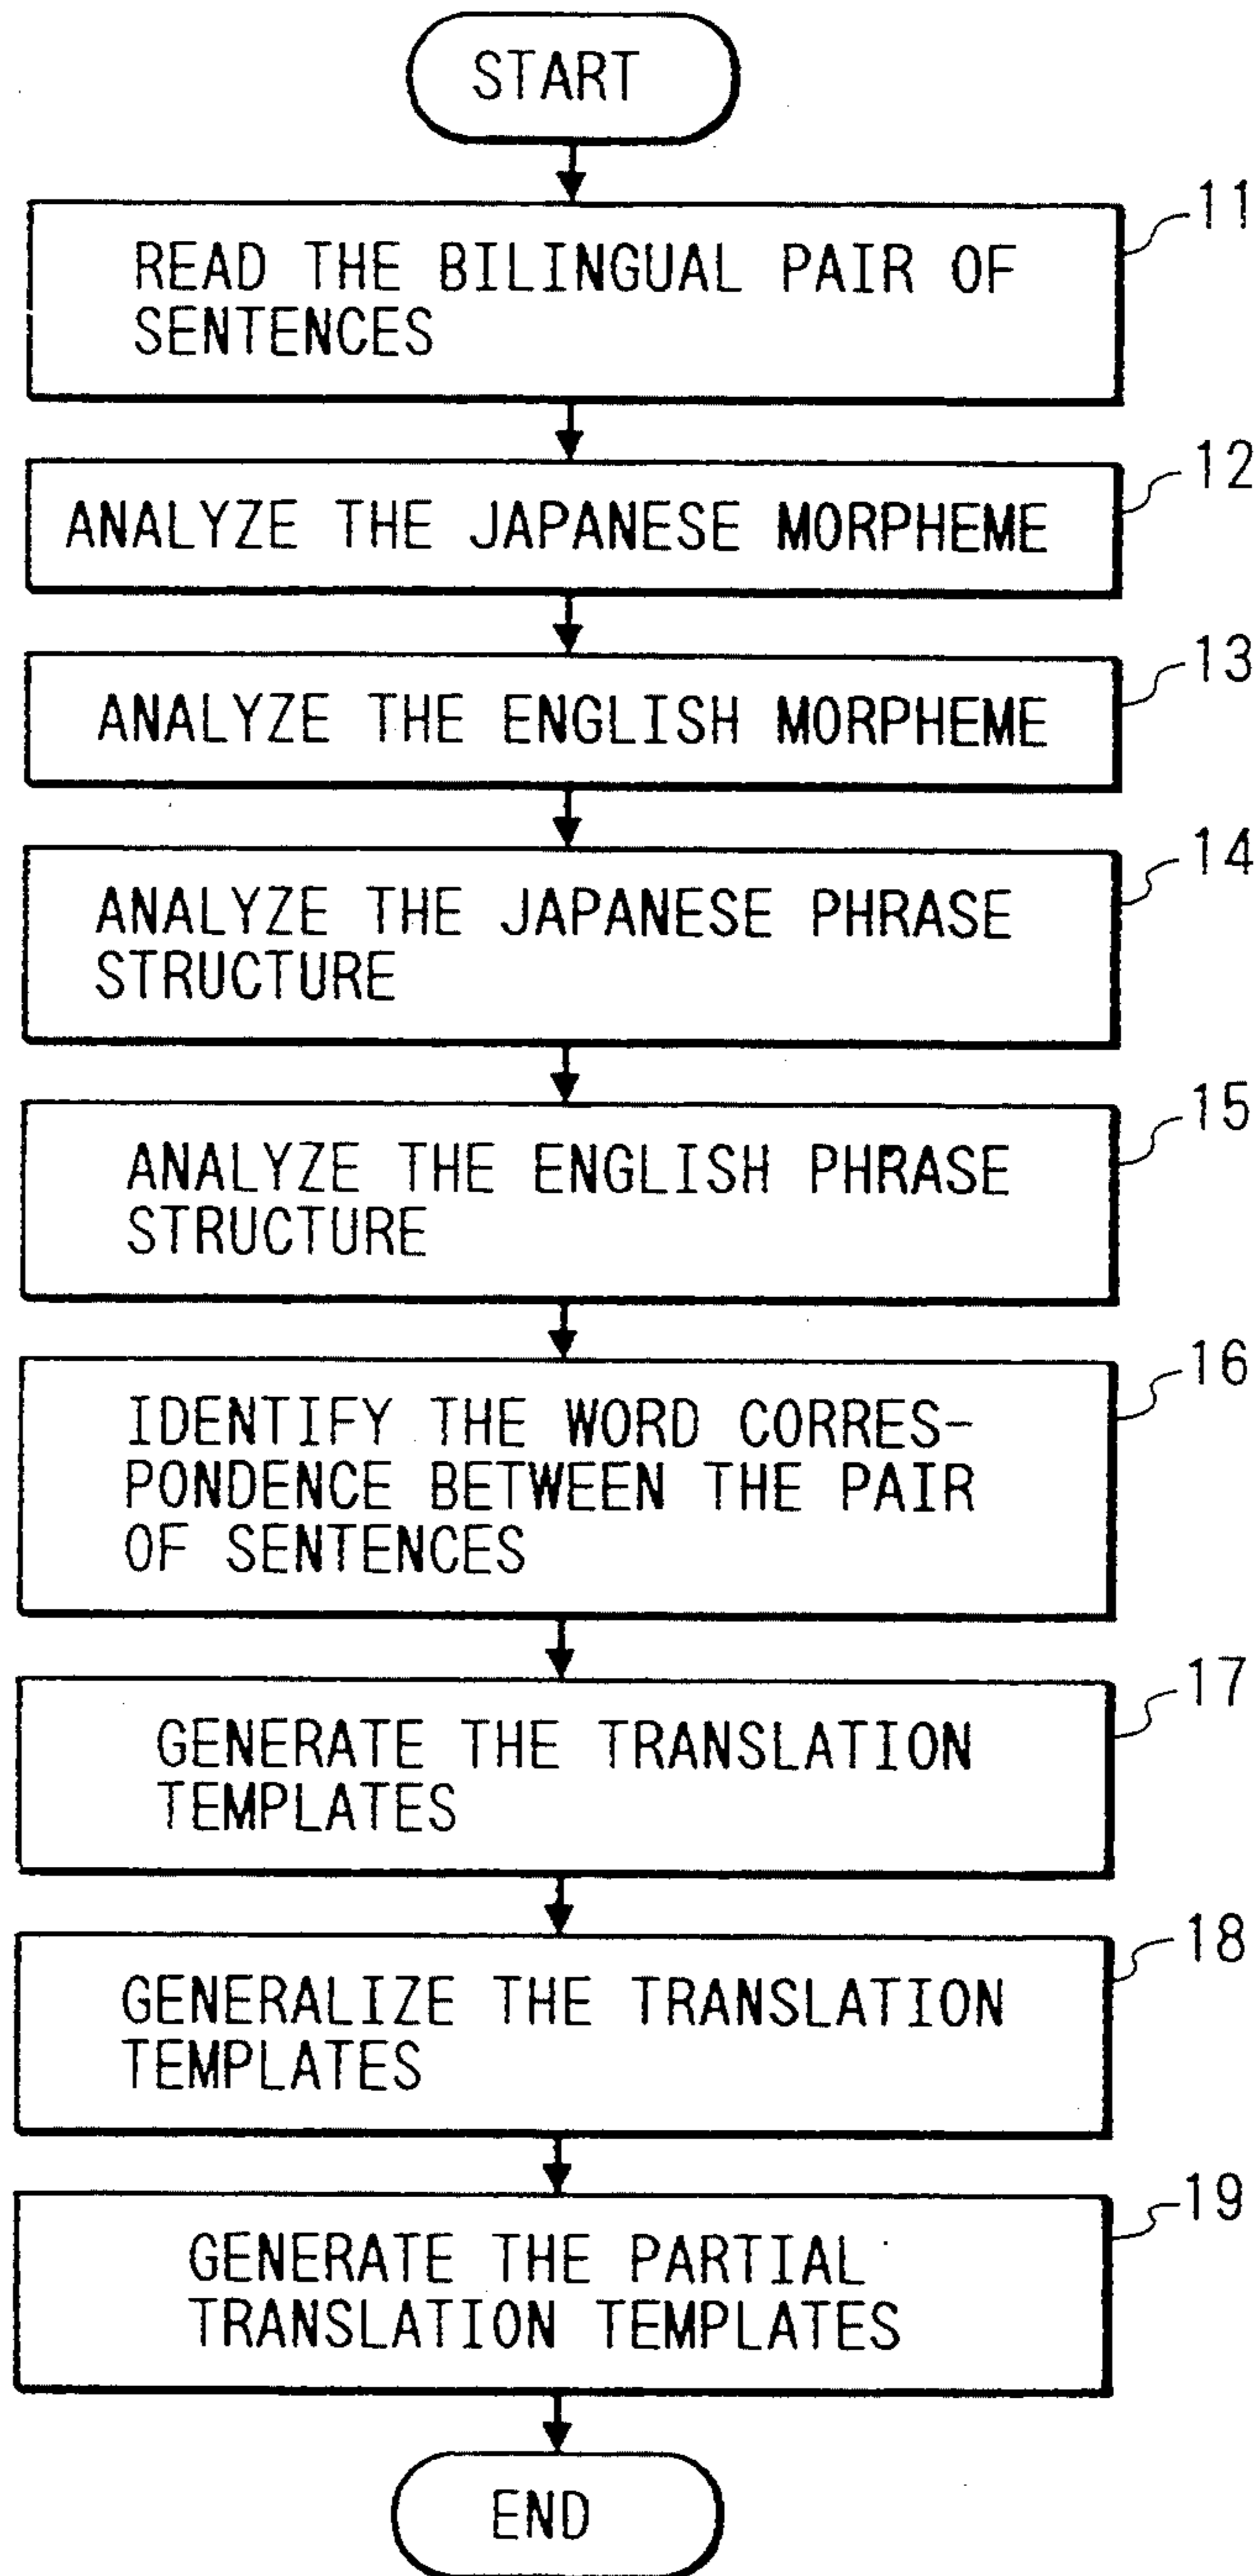 START
11
READ THE BILINGUAL PAIR OF
SENTENCES
12
ANALYZE THE JAPANESE MORPHEME
13
ANALYZE THE ENGLISH MORPHEME
14
ANALYZE THE JAPANESE PHRASE
STRUCTURE
15
ANALYZE THE ENGLISH PHRASE
STRUCTURE
16
IDENTIFY THE WORD CORRES-
PONDENCE BETWEEN THE PAIR
OF SENTENCES
17
GENERATE THE TRANSLATION
TEMPLATES
18
GENERALIZE THE TRANSLATION
TEMPLATES
19
GENERATE THE PARTIAL
TRANSLATION TEMPLATES
END